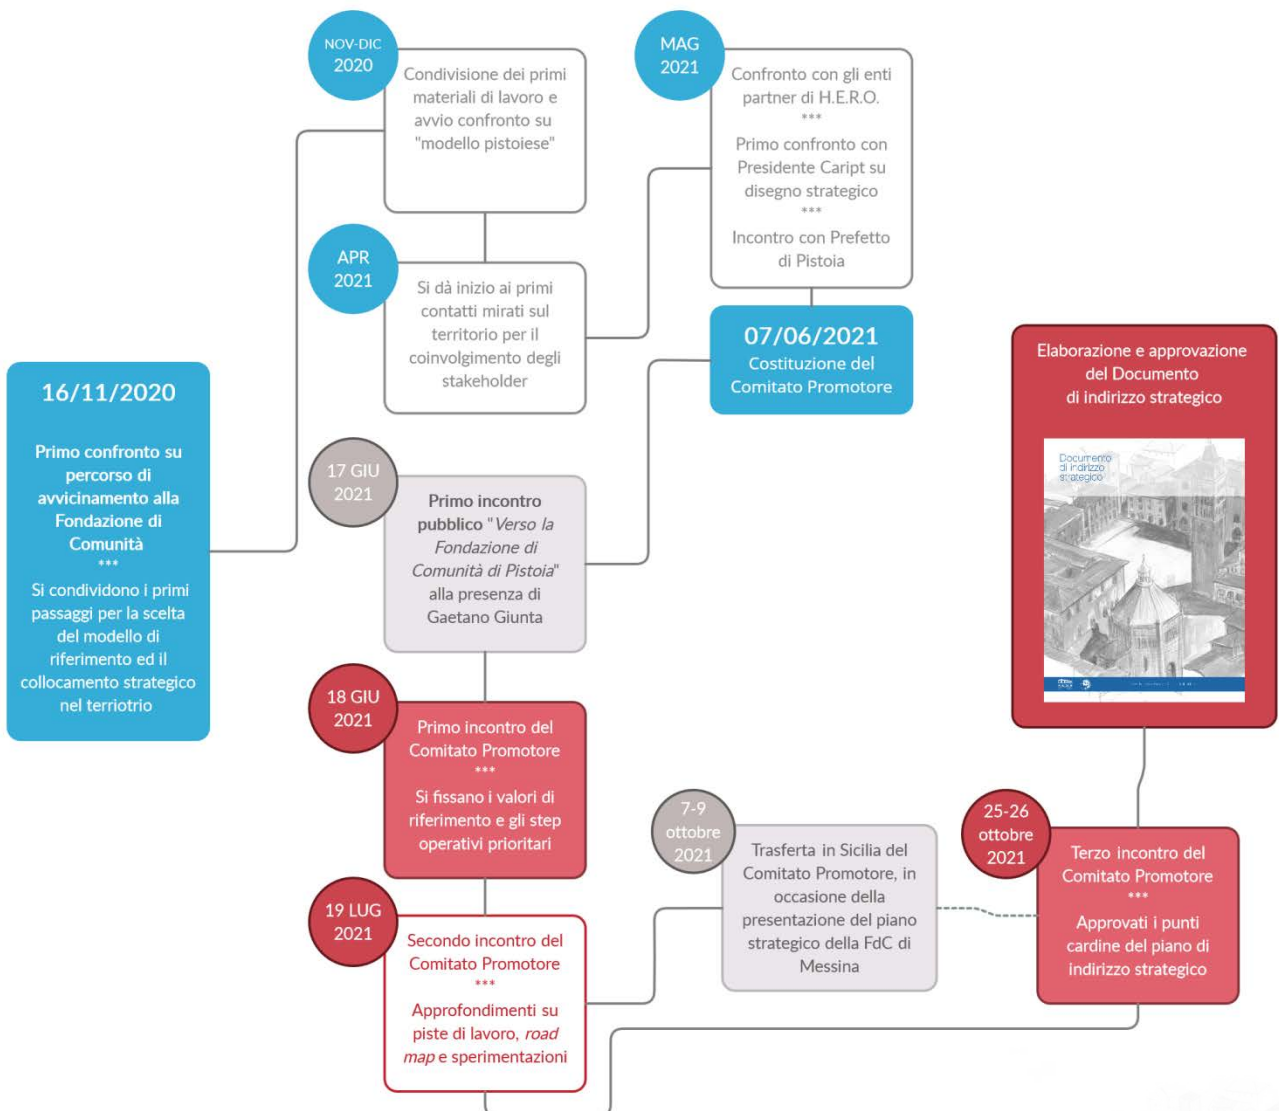 16/11/2020
Primo confronto su
percorso di
avvicinamento alla
Fondazione di
Comunità
***
Si condividono i primi
passaggi per la scelta
del modello di
riferimento ed il
collocamento strategico
nel terriotrio
NOV-DIC
2020
Condivisione dei primi
materiali di lavoro e
avvio confronto su
"modello pistoiese"
APR
2021
Si dà inizio ai primi
contatti mirati sul
territorio per il
coinvolgimento degli
stakeholder
MAG
2021
Confronto con gli enti
partner di H.E.R.O.
***
Primo confronto con
Presidente Caript su
disegno strategico
***
Incontro con Prefetto
di Pistoia
07/06/2021
Costituzione del
Comitato Promotore
17 GIU
2021
Primo incontro
pubblico "Verso la
Fondazione di
Comunità di Pistoia"
alla presenza di
Gaetano Giunta
18 GIU
2021
Primo incontro del
Comitato Promotore
***
Si fissano i valori di
riferimento e gli step
operativi prioritari
19 LUG
2021
Secondo incontro del
Comitato Promotore
***
Approfondimenti su
piste di lavoro, road
map e sperimentazioni
7-9
ottobre
2021
Trasferta in Sicilia del
Comitato Promotore, in
occasione della
presentazione del piano
strategico della FdC di
Messina
25-26
ottobre
2021
Terzo incontro del
Comitato Promotore
***
Approvati i punti
cardine del piano di
indirizzo strategico
Elaborazione e approvazione
del Documento
di indirizzo strategico
Documento
di indirizzo
strategico